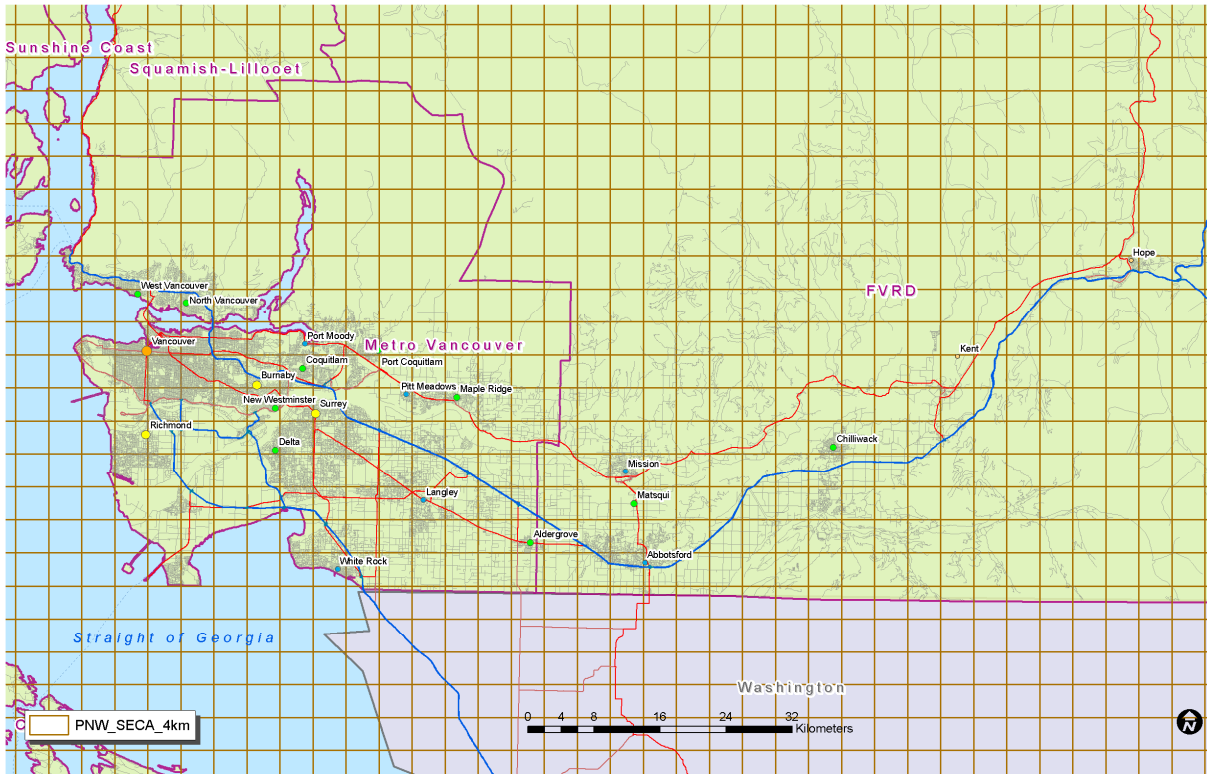 Sunshine Coast
Squamish-Lillooet
Hope
West Vancouver
North Vancouver
FVRD
Vancouver
Port Moody
Metro Vancouver
Kent
Coquitlam
Port Coquitlam
Burnaby
Pitt Meadows
Maple Ridge
New Westminster
Surrey
Richmond
Delta
Chilliwack
Mission
Langley
Matsqui
Aldergrove
White Rock
Abbotsford
Straight of Georgia
Washington
C
PNW_SECA_4km
0 4 8 16 24 32
Kilometers
N